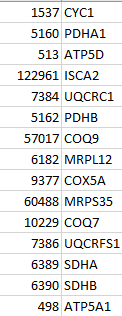 1537 CYC1
5160 PDHA1
513 ATP5D
122961 ISCA2
7384 UQCRC1
5162 PDHB
57017 COQ9
6182 MRPL12
9377 COX5A
60488 MRPS35
10229 COQ7
7386 UQCRFS1
6389 SDHA
6390 SDHB
498 ATP5A1